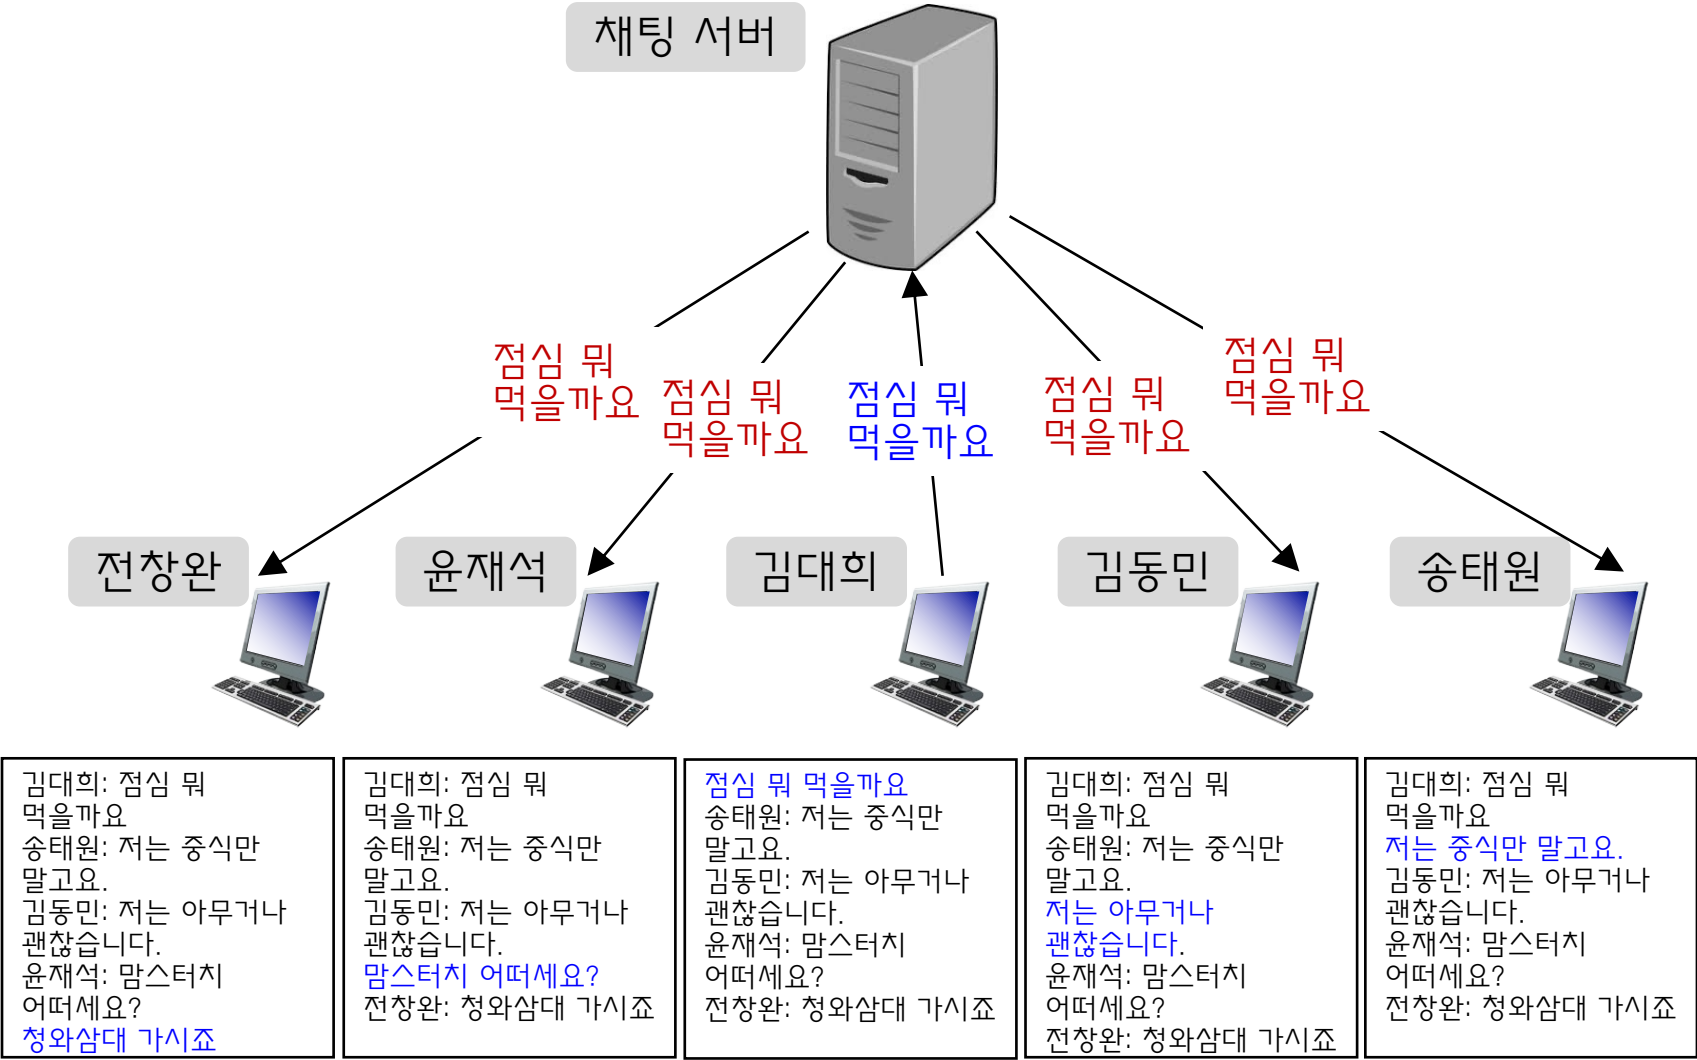 채팅 서버
점심 뭐
먹을까요
점심 뭐
먹을까요
점심 뭐
먹을까요
점심 뭐
먹을까요
점심 뭐
먹을까요
전창완
윤재석
김대희
김동민
송태원
김대희: 점심 뭐
먹을까요
송태원: 저는 중식만
말고요.
김동민: 저는 아무거나
괜찮습니다.
윤재석: 맘스터치
어떠세요?
청와삼대 가시죠
김대희: 점심 뭐
먹을까요
송태원: 저는 중식만
말고요.
김동민: 저는 아무거나
괜찮습니다.
맘스터치 어떠세요?
전창완: 청와삼대 가시죠
점심 뭐 먹을까요
송태원: 저는 중식만
말고요.
김동민: 저는 아무거나
괜찮습니다.
윤재석: 맘스터치
어떠세요?
전창완: 청와삼대 가시죠
김대희: 점심 뭐
먹을까요
송태원: 저는 중식만
말고요.
저는 아무거나
괜찮습니다.
윤재석: 맘스터치
어떠세요?
전창완: 청와삼대 가시죠
김대희: 점심 뭐
먹을까요
저는 중식만 말고요.
김동민: 저는 아무거나
괜찮습니다.
윤재석: 맘스터치
어떠세요?
전창완: 청와삼대 가시죠